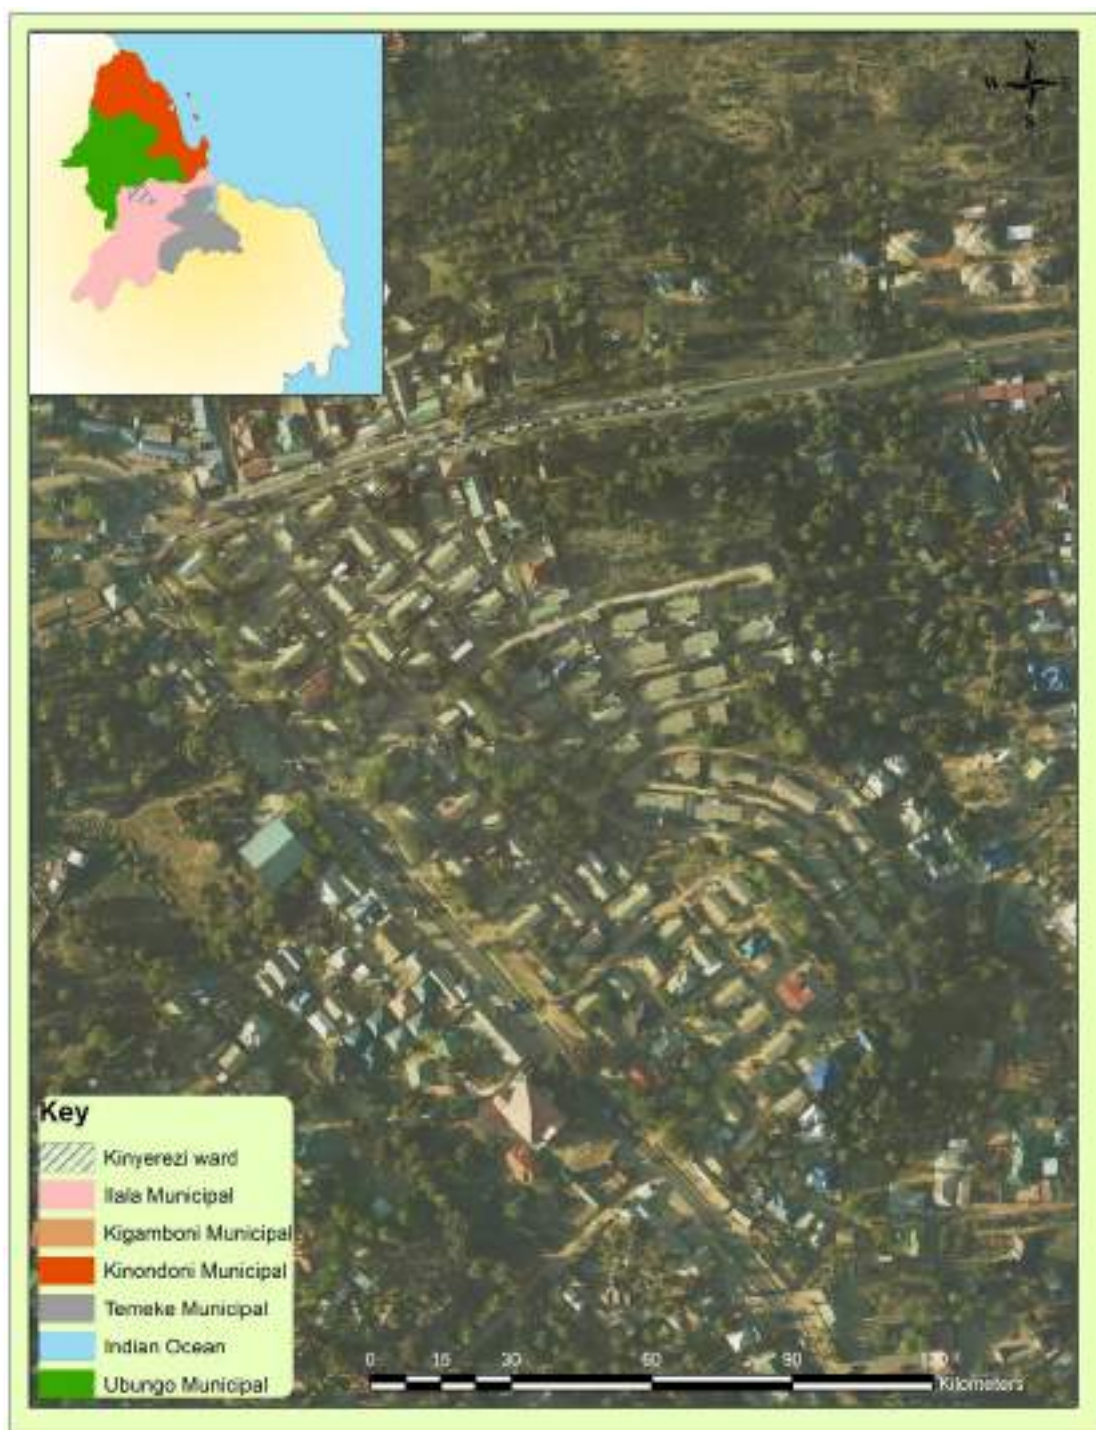 N
W E
S
Key
Kinyerezi ward
Ilala Municipal
Kigamboni Municipal
Kinondoni Municipal
Temeke Municipal
Indian Ocean
Ubungo Municipal
0 15 30 60 90 120
Kilometers